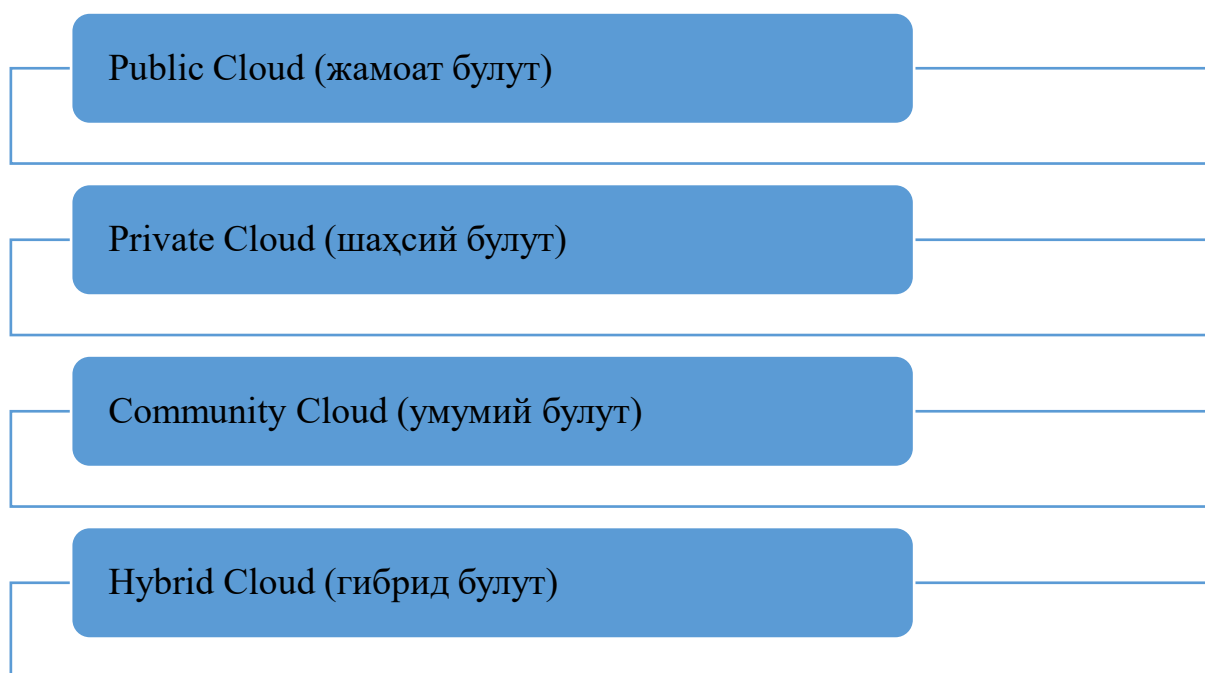 Public Cloud (жамоат булут)
Private Cloud (шаҳсий булут)
Community Cloud (умумий булут)
Hybrid Cloud (гибрид булут)